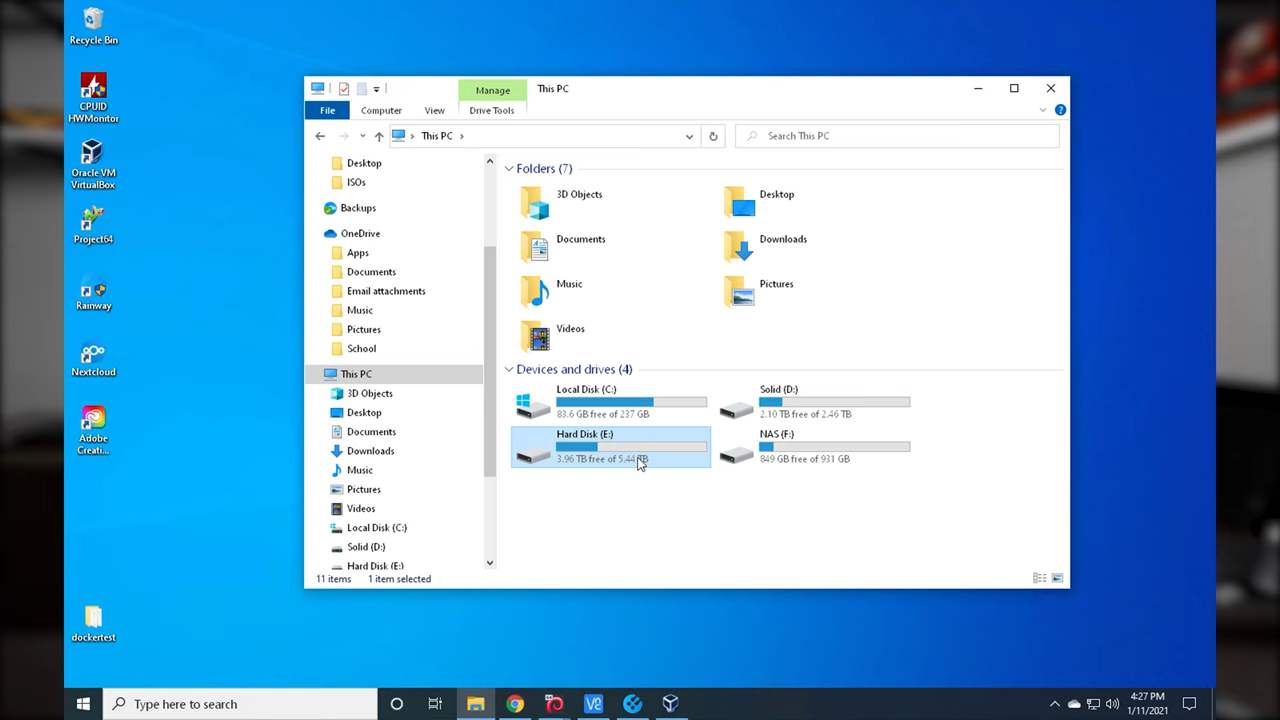 Recycle Bin
CPUID
HWMonitor
Oracle VM
VirtualBox
Project64
Rainway
Nextcloud
Adobe
Creati...
dockertest
Manage
This PC
File
Computer
View
Drive Tools
This PC
Search This PC
Desktop
ISOs
Backups
OneDrive
Apps
Documents
Email attachments
Music
Pictures
School
This PC
3D Objects
Desktop
Documents
Downloads
Music
Pictures
Videos
Local Disk (C:)
Solid (D:)
Hard Disk (E:)
Folders (7)
3D Objects
Desktop
Documents
Downloads
Music
Pictures
Videos
Devices and drives (4)
Local Disk (C:)
83.6 GB free of 237 GB
Solid (D:)
2.10 TB free of 2.46 TB
Hard Disk (E:)
3.96 TB free of 5.44 TB
NAS (F:)
849 GB free of 931 GB
11 items
1 item selected
Type here to search
4:27 PM
1/11/2021